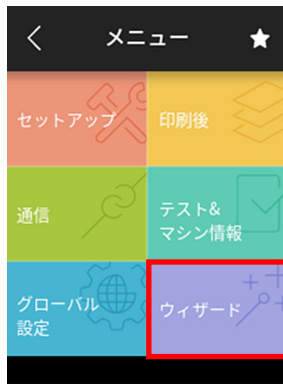 メニュー
セットアップ
印刷後
通信
テスト&
マシン情報
グローバル
設定
ウィザード